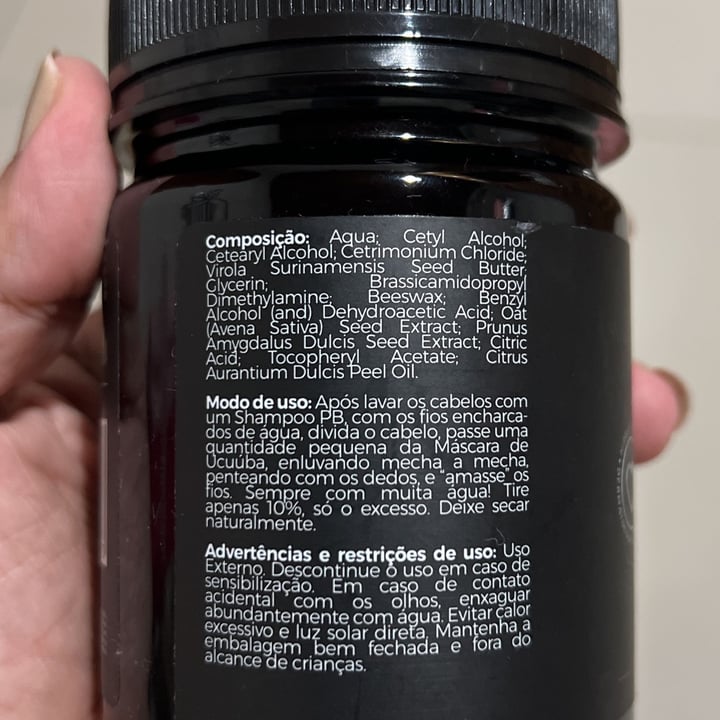 Composição: Aqua; Cetyl Alcohol;
Cetearyl Alcohol; Cetrimonium Chloride;
Virola Surinamensis Seed Butter;
Glycerin; Brassicamidopropyl
Dimethylamine; Beeswax; Benzyl
Alcohol (and) Dehydroacetic Acid; Oat
(Avena Sativa) Seed Extract; Prunus
Amygdalus Dulcis Seed Extract; Citric
Acid; Tocopheryl Acetate; Citrus
Aurantium Dulcis Peel Oil.
Modo de uso: Após lavar os cabelos com
um Shampoo PB, com os fios encharca-
dos de água, divida o cabelo, passe uma
quantidade pequena da Máscara de
Ucuúba, enluvando mecha a mecha,
penteando com os dedos, e "amasse" os
fios. Sempre com muita água! Tire
apenas 10%, só o excesso. Deixe secar
naturalmente.
Advertências e restrições de uso: Uso
Externo. Descontinue o uso em caso de
sensibilização. Em caso de contato
acidental com os olhos, enxaguar
abundantemente com água. Evitar calor
excessivo e luz solar direta. Mantenha a
embalagem bem fechada e fora do
alcance de crianças.